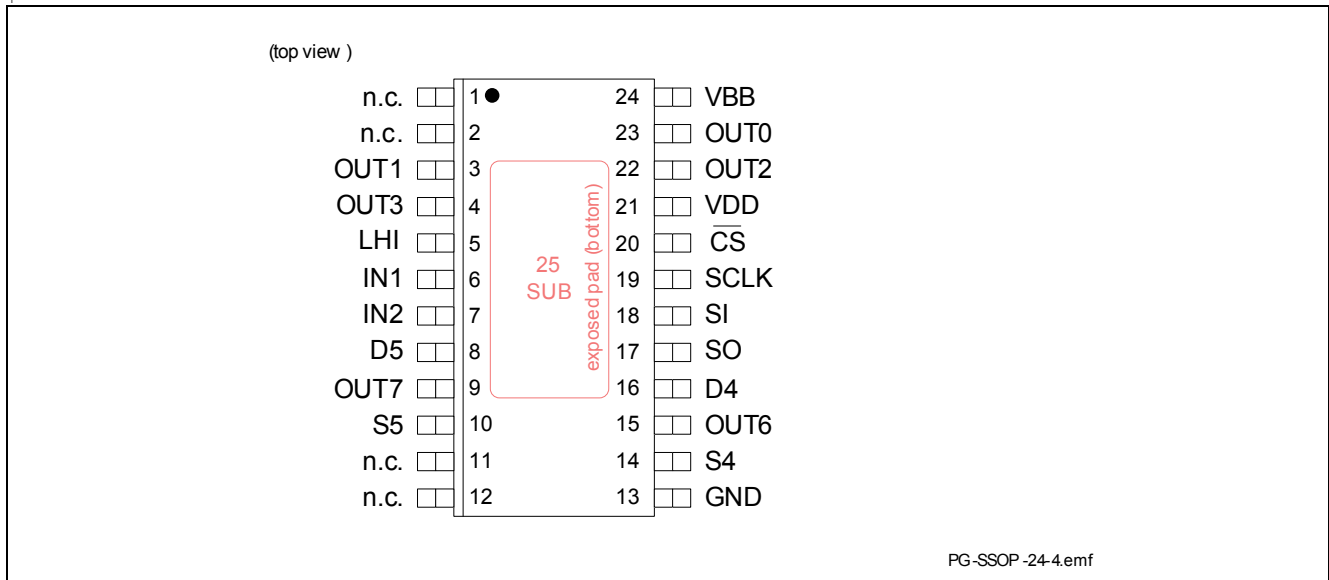 (top view )
n.c. 1 24 VBB
n.c. 2 23 OUT0
OUT1 3 22 OUT2
OUT3 4 21 VDD
LHI 5 20 C̅S̅
IN1 6 19 SCLK
IN2 7 18 SI
D5 8 17 SO
OUT7 9 16 D4
S5 10 15 OUT6
n.c. 11 14 S4
n.c. 12 13 GND
25
SUB
exposed pad (bottom)
PG-SSOP-24-4.emf